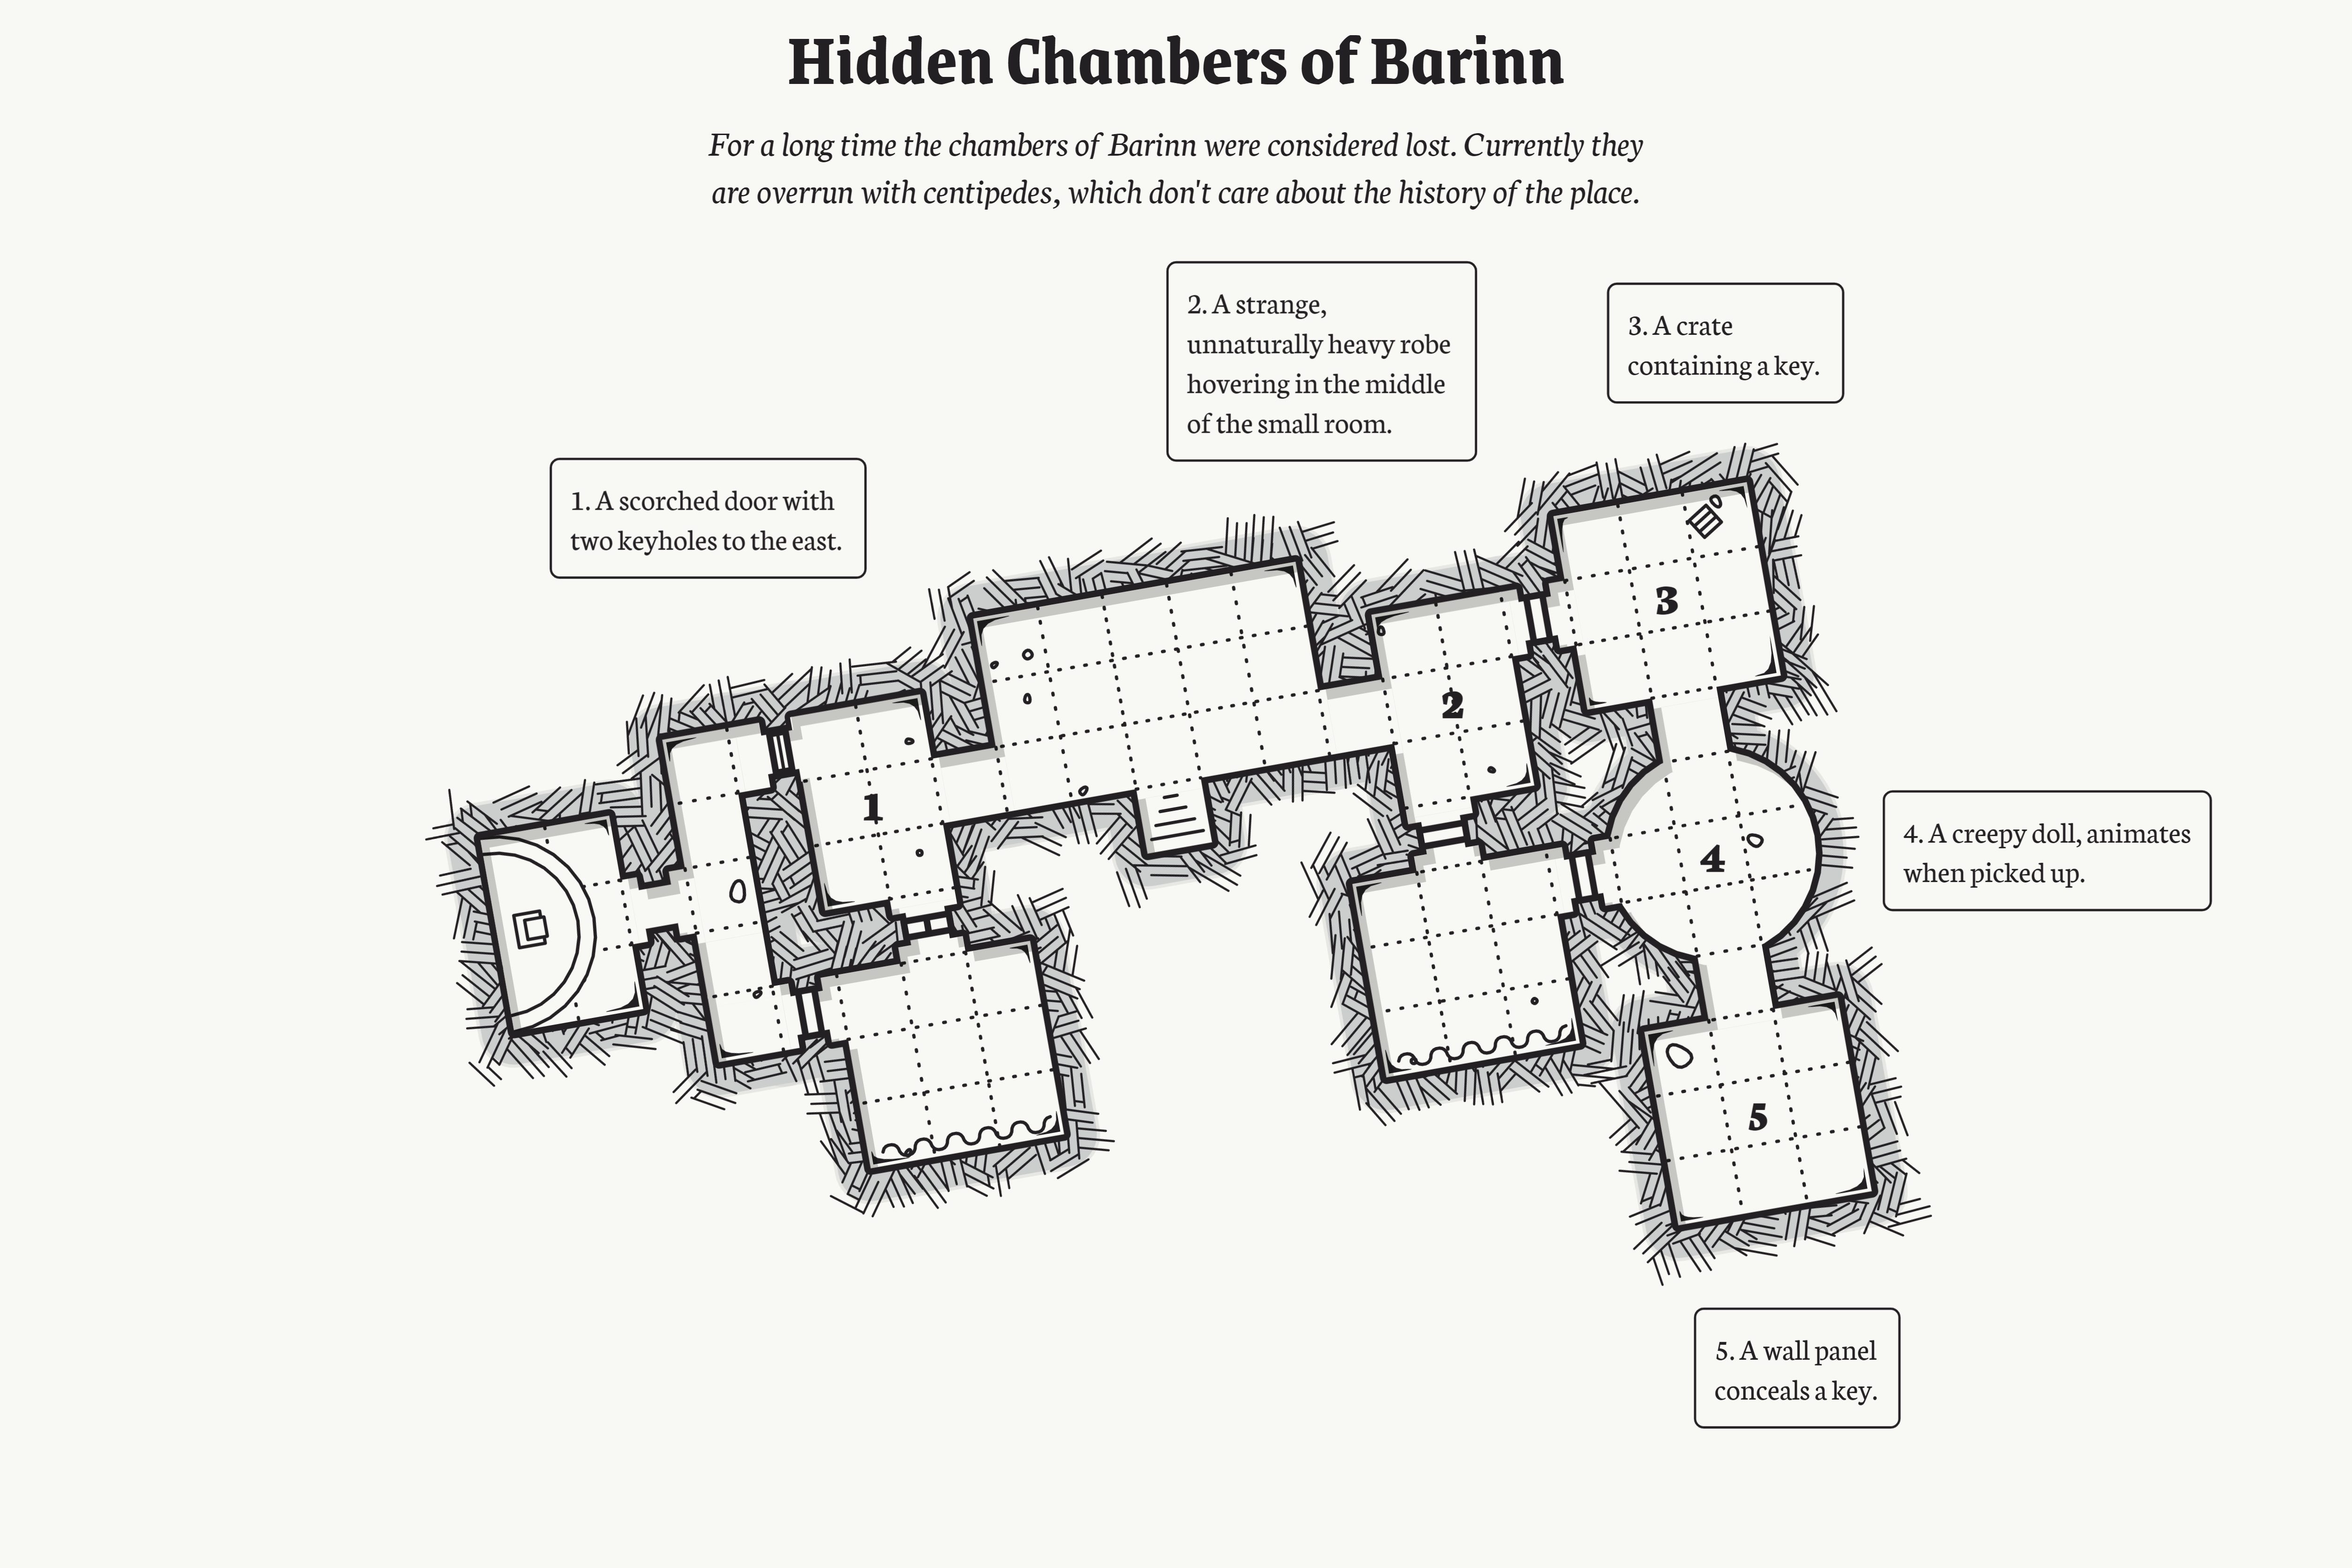 Hidden Chambers of Barinn
For a long time the chambers of Barinn were considered lost. Currently they
are overrun with centipedes, which don't care about the history of the place.
1. A scorched door with
two keyholes to the east.
2. A strange,
unnaturally heavy robe
hovering in the middle
of the small room.
3. A crate
containing a key.
4. A creepy doll, animates
when picked up.
5. A wall panel
conceals a key.
1
2
3
4
5